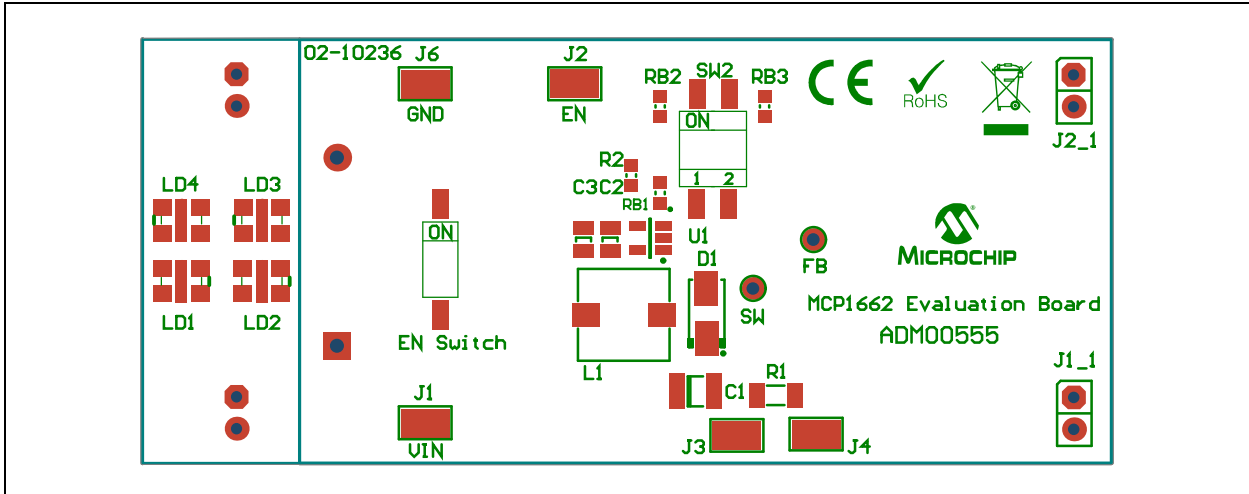 02-10236
J6
GND
J2
EN
RB2
SW2
RB3
ON
1 2
CE
RoHS
J2_1
R2
C3C2
RB1
LD4
LD3
ON
U1
D1
FB
MICROCHIP
®
MCP1662 Evaluation Board
ADM00555
SW
LD1
LD2
EN Switch
L1
J1
VIN
C1
R1
J3
J4
J1_1